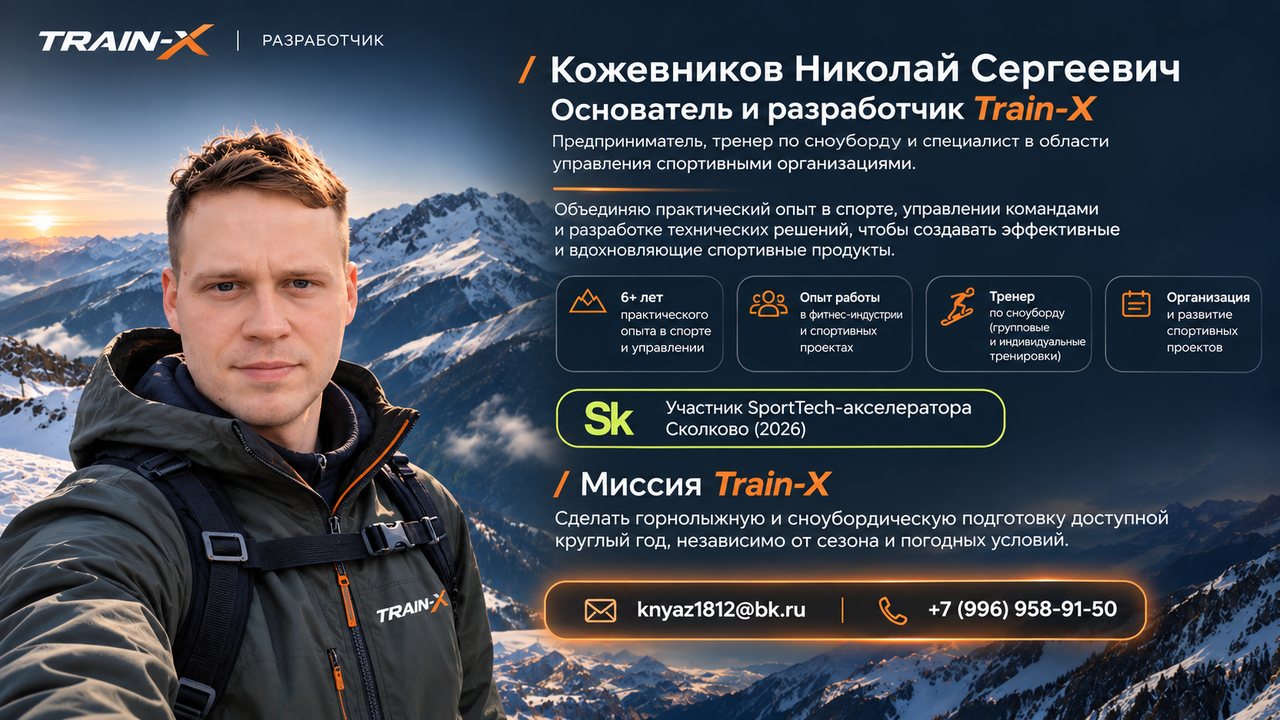 TRAIN-X | РАЗРАБОТЧИК
/ Кожевников Николай Сергеевич
Основатель и разработчик Train-X
Предприниматель, тренер по сноуборду и специалист в области
управления спортивными организациями.
Объединяю практический опыт в спорте, управлении командами
и разработке технических решений, чтобы создавать эффективные
и вдохновляющие спортивные продукты.
6+ лет
практического
опыта в спорте
и управлении
Опыт работы
в фитнес-индустрии
и спортивных
проектах
Тренер
по сноуборду
(групповые
и индивидуальные
тренировки)
Организация
и развитие
спортивных
проектов
Sk
Участник SportTech-акселератора
Сколково (2026)
/ Миссия Train-X
Сделать горнолыжную и сноубордическую подготовку доступной
круглый год, независимо от сезона и погодных условий.
knyaz1812@bk.ru | +7 (996) 958-91-50
TRAIN-X